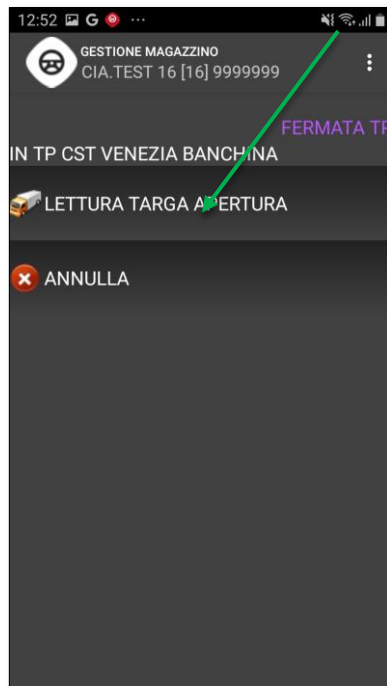 12:52 G ...
GESTIONE MAGAZZINO
CIA.TEST 16 [16] 9999999
FERMATA TP
IN TP CST VENEZIA BANCHINA
LETTURA TARGA APERTURA
ANNULLA